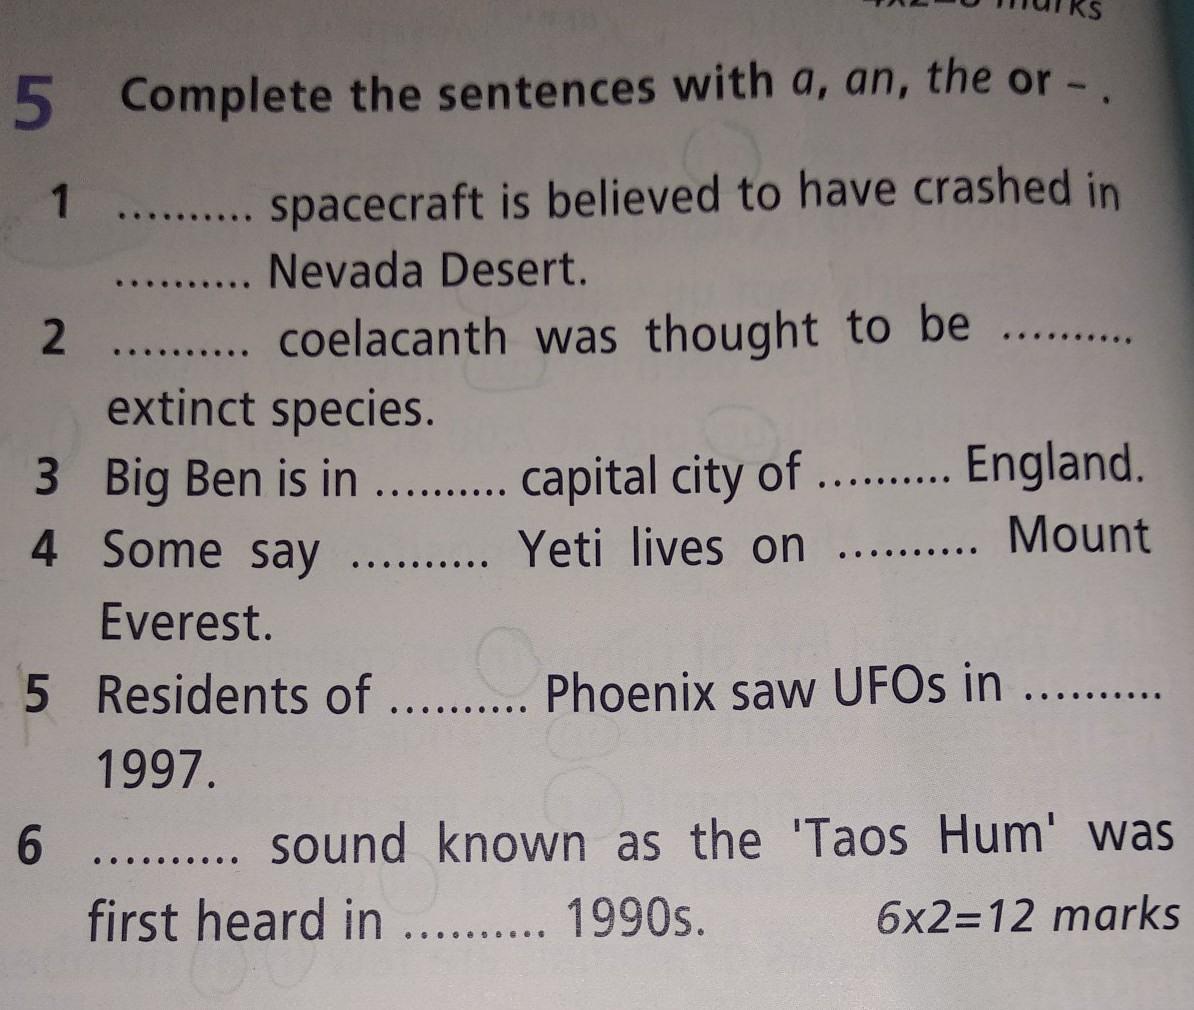 5 Complete the sentences with a, an, the or – .
1 .......... spacecraft is believed to have crashed in
.......... Nevada Desert.
2 .......... coelacanth was thought to be ..........
extinct species.
3 Big Ben is in .......... capital city of .......... England.
4 Some say .......... Yeti lives on .......... Mount
Everest.
5 Residents of .......... Phoenix saw UFOs in ..........
1997.
6 .......... sound known as the 'Taos Hum' was
first heard in .......... 1990s. 6x2=12 marks